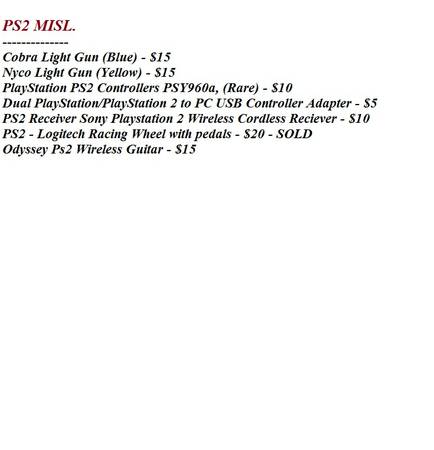 PS2 MISL.
--------------
Cobra Light Gun (Blue) - $15
Nyco Light Gun (Yellow) - $15
PlayStation PS2 Controllers PSY960a, (Rare) - $10
Dual PlayStation/PlayStation 2 to PC USB Controller Adapter - $5
PS2 Receiver Sony Playstation 2 Wireless Cordless Reciever - $10
PS2 - Logitech Racing Wheel with pedals - $20 - SOLD
Odyssey Ps2 Wireless Guitar - $15